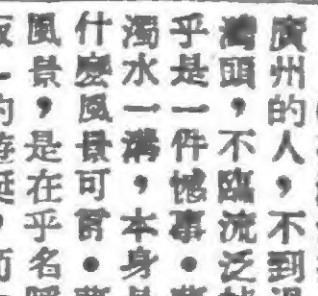 廣州的人，不到
灣頭，不臨流泛
乎是一件憾事。
濁水一灣，本身
什麼風景可言。
風景，是在乎名